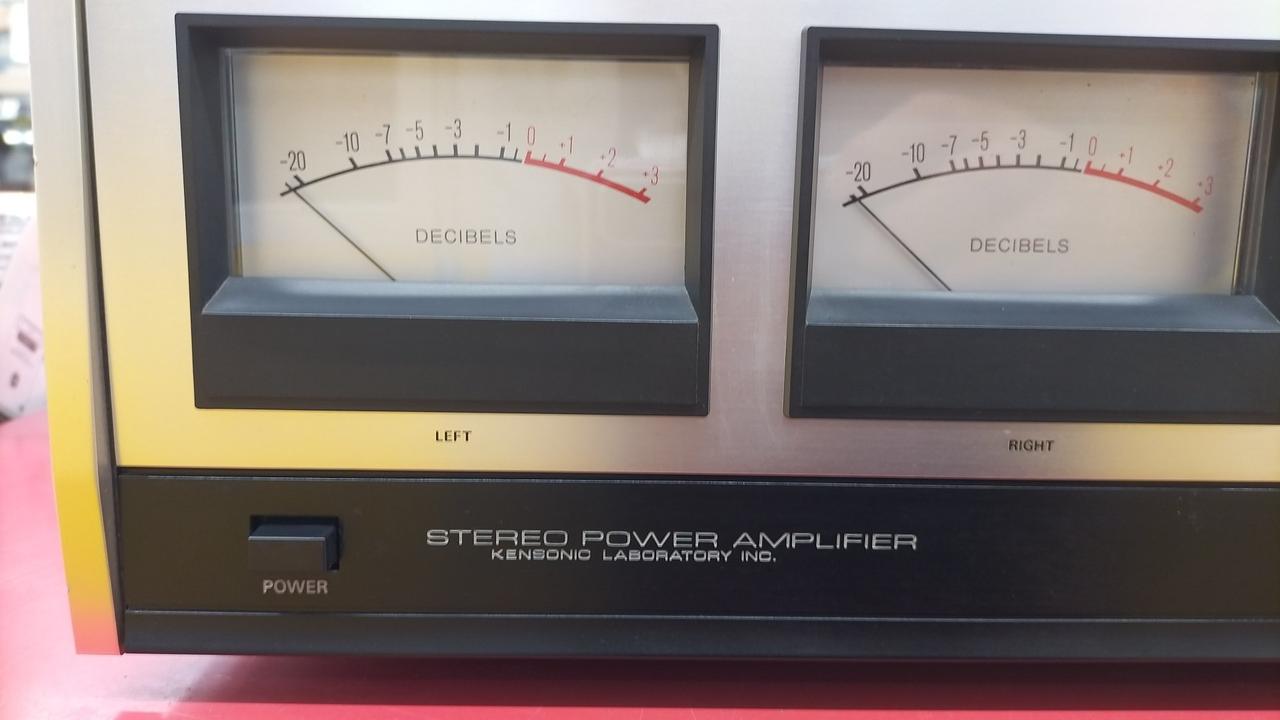 -20 -10 -7 -5 -3 -1 0 +1 +2 +3
DECIBELS
LEFT
-20 -10 -7 -5 -3 -1 0 +1 +2 +3
DECIBELS
RIGHT
STEREO POWER AMPLIFIER
KENSONIC LABORATORY INC.
POWER